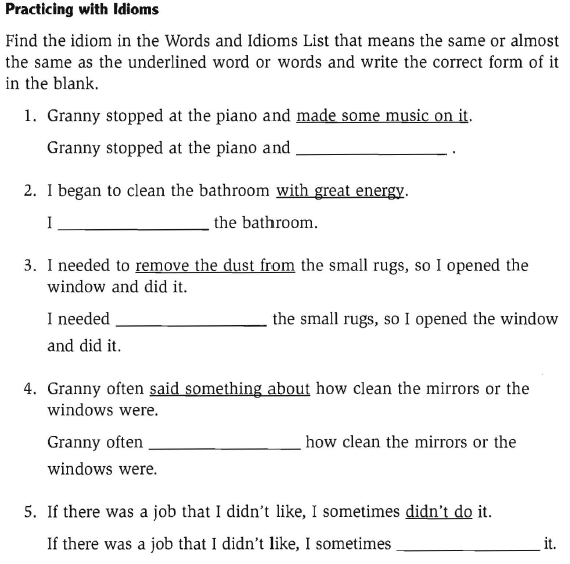 Practicing with Idioms
Find the idiom in the Words and Idioms List that means the same or almost
the same as the underlined word or words and write the correct form of it
in the blank.
1. Granny stopped at the piano and made some music on it.
Granny stopped at the piano and ________________ .
2. I began to clean the bathroom with great energy.
I ________________ the bathroom.
3. I needed to remove the dust from the small rugs, so I opened the
window and did it.
I needed ________________ the small rugs, so I opened the window
and did it.
4. Granny often said something about how clean the mirrors or the
windows were.
Granny often ________________ how clean the mirrors or the
windows were.
5. If there was a job that I didn't like, I sometimes didn't do it.
If there was a job that I didn't like, I sometimes ________________ it.